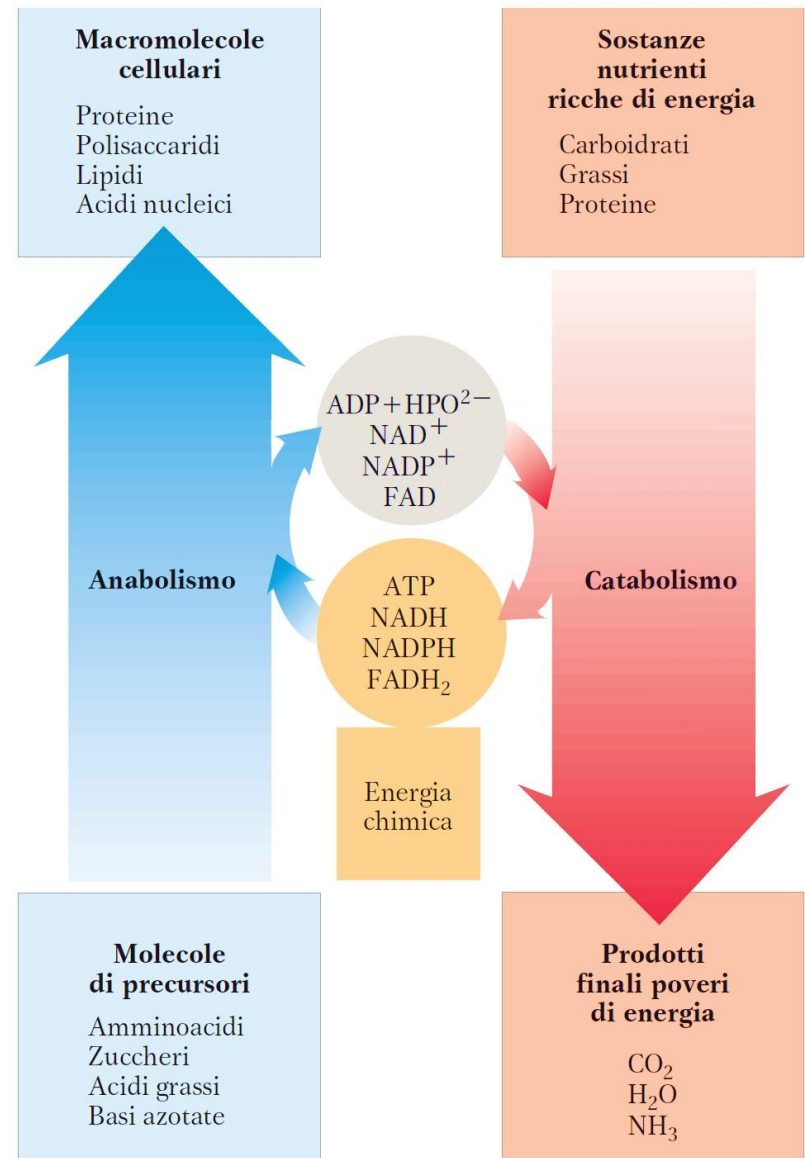 Macromolecole
cellulari
Proteine
Polisaccaridi
Lipidi
Acidi nucleici
Sostanze
nutrienti
ricche di energia
Carboidrati
Grassi
Proteine
ADP+HPO²⁻
NAD⁺
NADP⁺
FAD
Anabolismo
ATP
NADH
NADPH
FADH₂
Catabolismo
Energia
chimica
Molecole
di precursori
Amminoacidi
Zuccheri
Acidi grassi
Basi azotate
Prodotti
finali poveri
di energia
CO₂
H₂O
NH₃